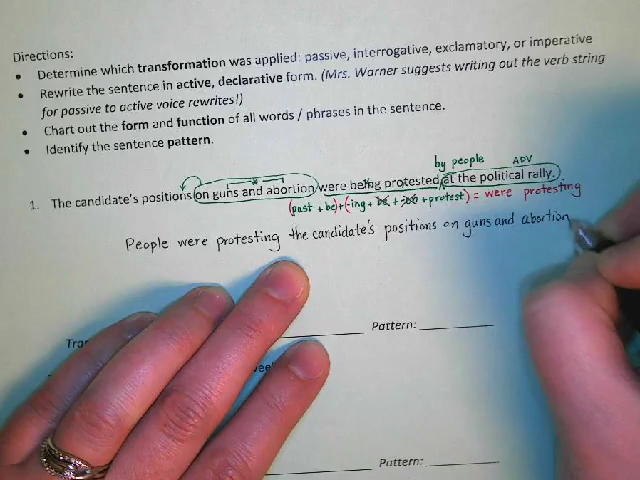 Directions:
• Determine which transformation was applied: passive, interrogative, exclamatory, or imperative
• Rewrite the sentence in active, declarative form. (Mrs. Warner suggests writing out the verb string
for passive to active voice rewrites!)
• Chart out the form and function of all words / phrases in the sentence.
• Identify the sentence pattern.
by people ADV
1. The candidate's positions on guns and abortion were being protested at the political rally.
(past + be) + (-ing + be + -ed + protest) = were protesting
People were protesting the candidate's positions on guns and abortion
Pattern:
Pattern: